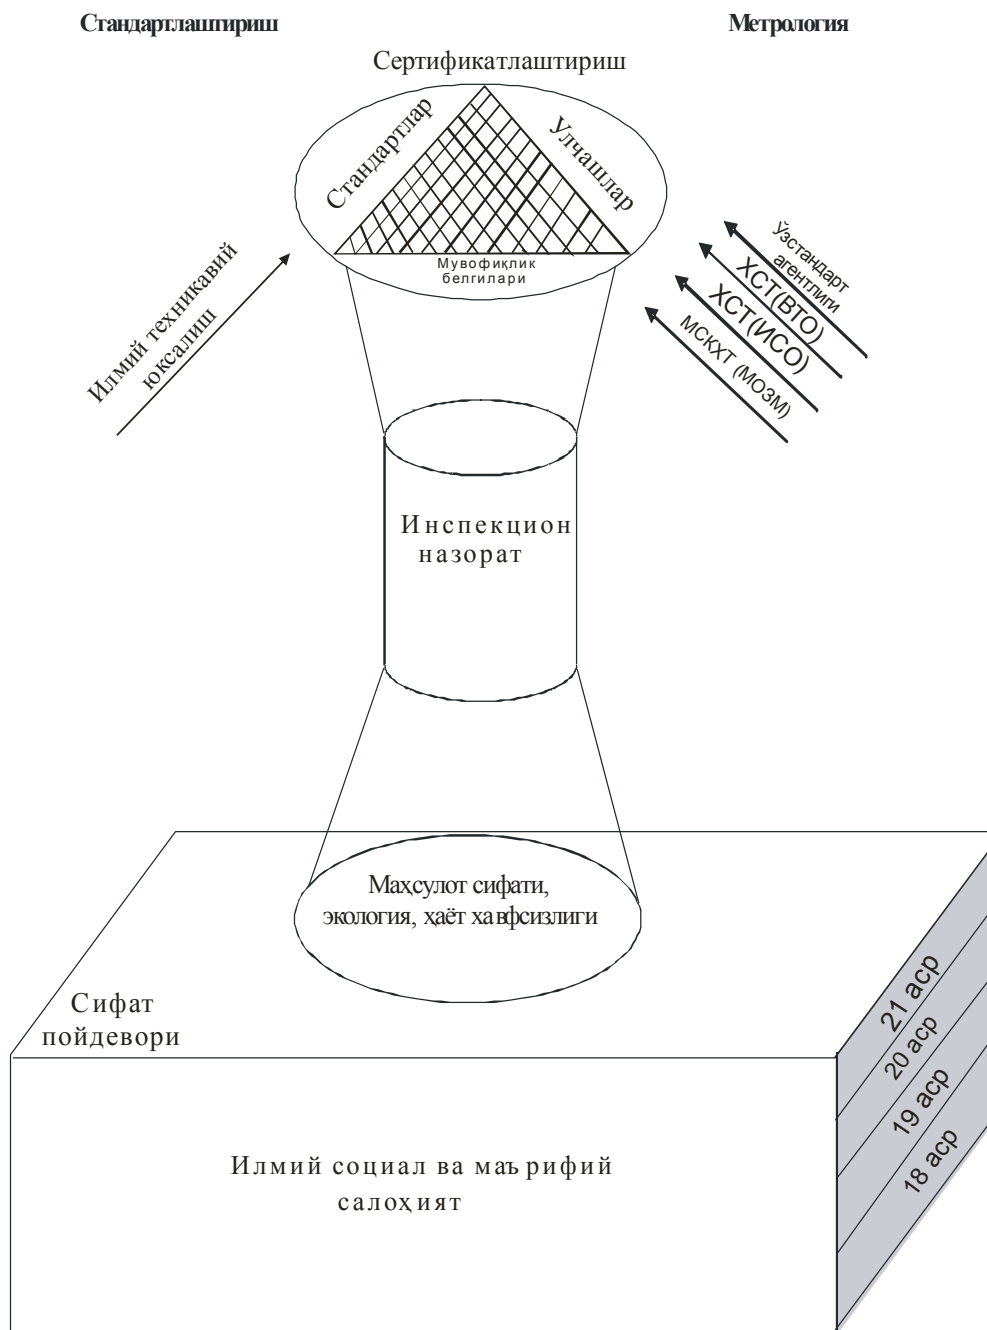 Стандартлаштириш
Метрология
Сертификатлаштириш
Стандартлар
Улчашлар
Мувофиқлик
белгилари
Илмий техникавий
юксалиш
Ўзстандарт
агентлиги
ХСТ(ВТО)
ХСТ(ИСО)
МСКХТ (МОЗМ)
Инспекцион
назорат
Маҳсулот сифати,
экология, ҳаёт хавфсизлиги
Сифат
пойдевори
21 аср
20 аср
19 аср
18 аср
Илмий социал ва маърифий
салоҳият